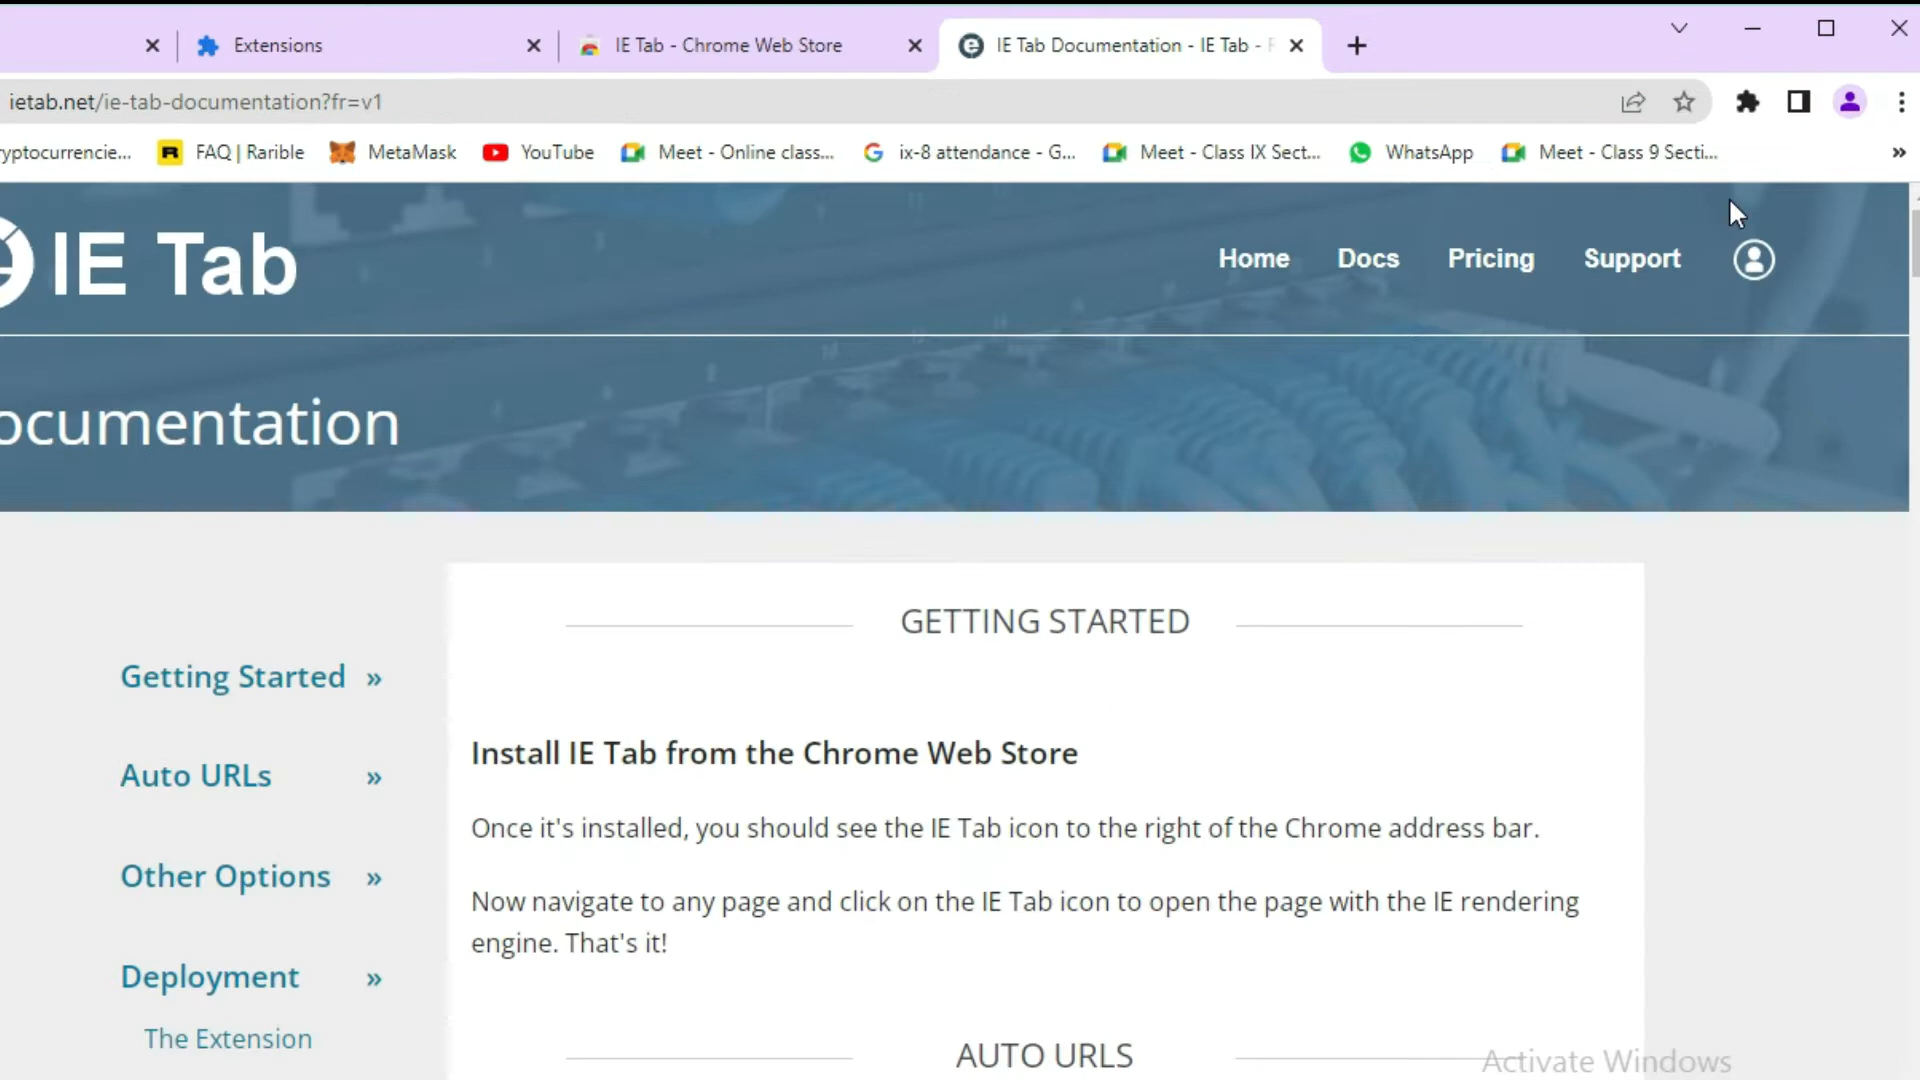 Extensions
IE Tab - Chrome Web Store
IE Tab Documentation - IE Tab -
ietab.net/ie-tab-documentation?fr=v1
yptocurrencie...
FAQ | Rarible
MetaMask
YouTube
Meet - Online class...
ix-8 attendance - G...
Meet - Class IX Sect...
WhatsApp
Meet - Class 9 Secti...
»
IE Tab
Home
Docs
Pricing
Support
ocumentation
GETTING STARTED
Getting Started »
Install IE Tab from the Chrome Web Store
Auto URLs »
Once it's installed, you should see the IE Tab icon to the right of the Chrome address bar.
Other Options »
Now navigate to any page and click on the IE Tab icon to open the page with the IE rendering
engine. That's it!
Deployment »
The Extension
AUTO URLS
Activate Windows